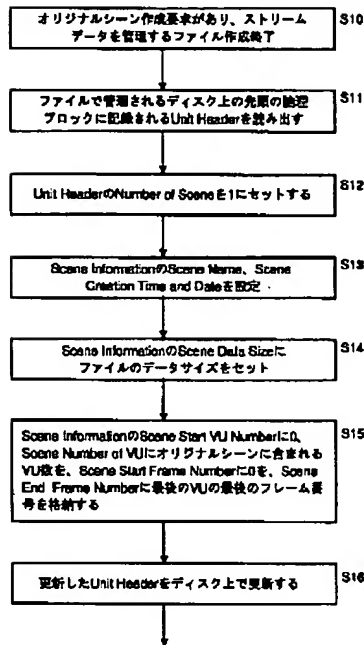 オリジナルシーン作成要求があり、ストリーム
データを管理するファイル作成終了
S10
ファイルで管理されるディスク上の先頭の論理
ブロックに記録されるUnit Headerを読み出す
S11
Unit HeaderのNumber of Sceneを1にセットする
S12
Scene InformationのScene Name、Scene
Creation Time and Dateを設定
S13
Scene InformationのScene Data Sizeに
ファイルのデータサイズをセット
S14
Scene InformationのScene Start VU Numberに0、
Scene Number of VUにオリジナルシーンに含まれる
VU数を、Scene Start Frame Numberに0を、Scene
End Frame Numberに最後のVUの最後のフレーム番
号を格納する
S15
更新したUnit Headerをディスク上で更新する
S16